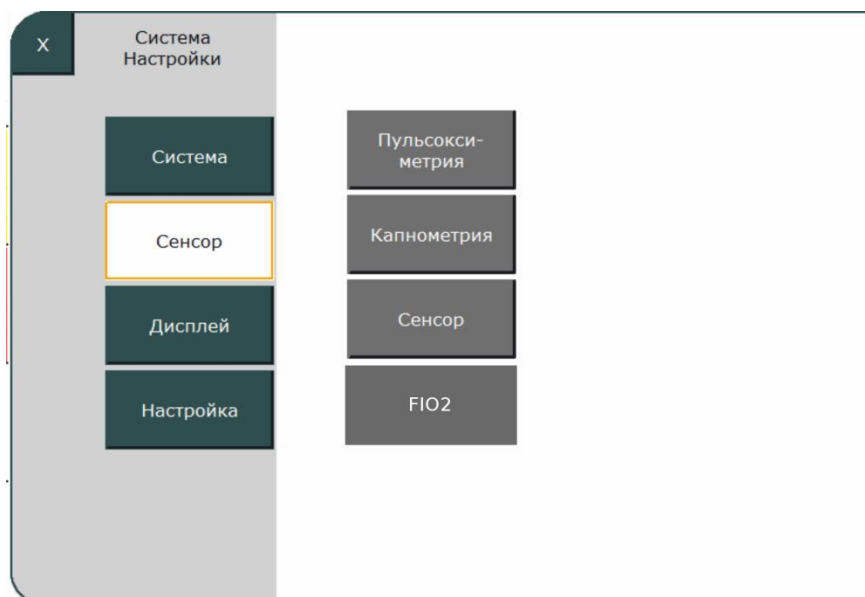 X
Система
Настройки
Система
Сенсор
Дисплей
Настройка
Пульсокси-
метрия
Капнометрия
Сенсор
FIO2